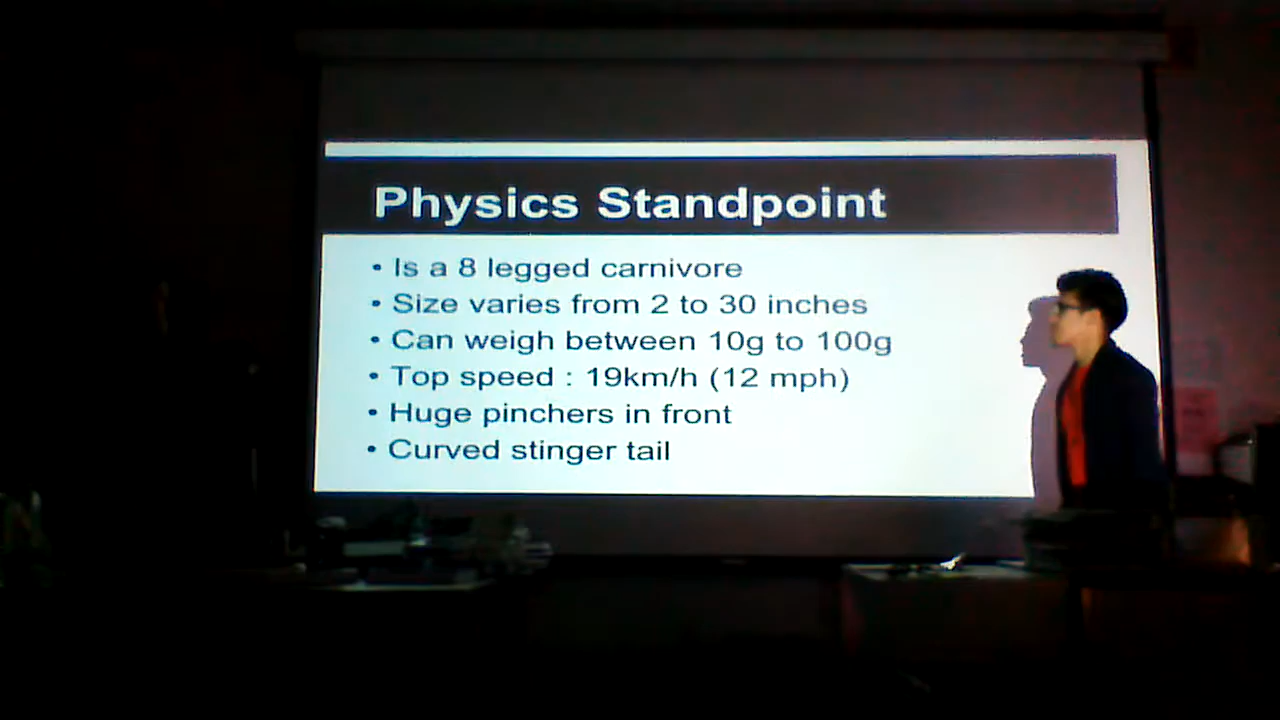 Physics Standpoint
• Is a 8 legged carnivore
• Size varies from 2 to 30 inches
• Can weigh between 10g to 100g
• Top speed : 19km/h (12 mph)
• Huge pinchers in front
• Curved stinger tail